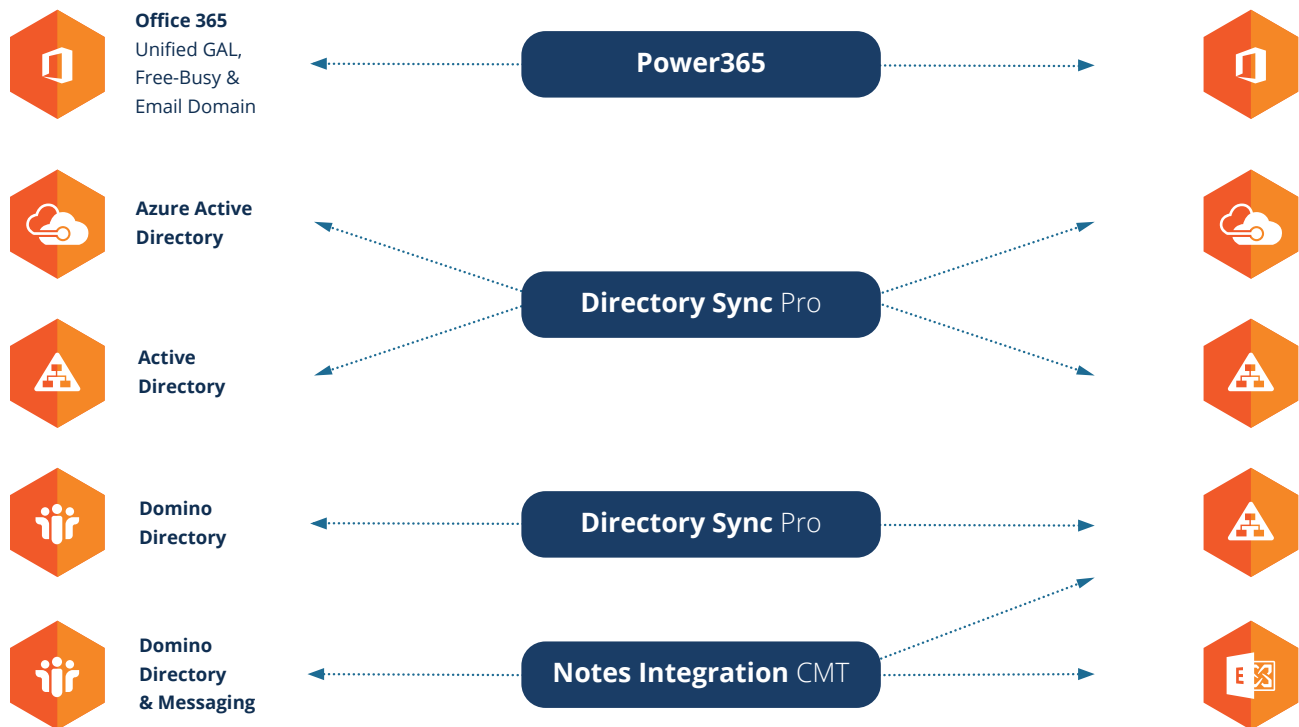 Office 365
Unified GAL,
Free-Busy &
Email Domain
Power365
Azure Active
Directory
Directory Sync Pro
Active
Directory
Domino
Directory
Directory Sync Pro
Domino
Directory
& Messaging
Notes Integration CMT
E